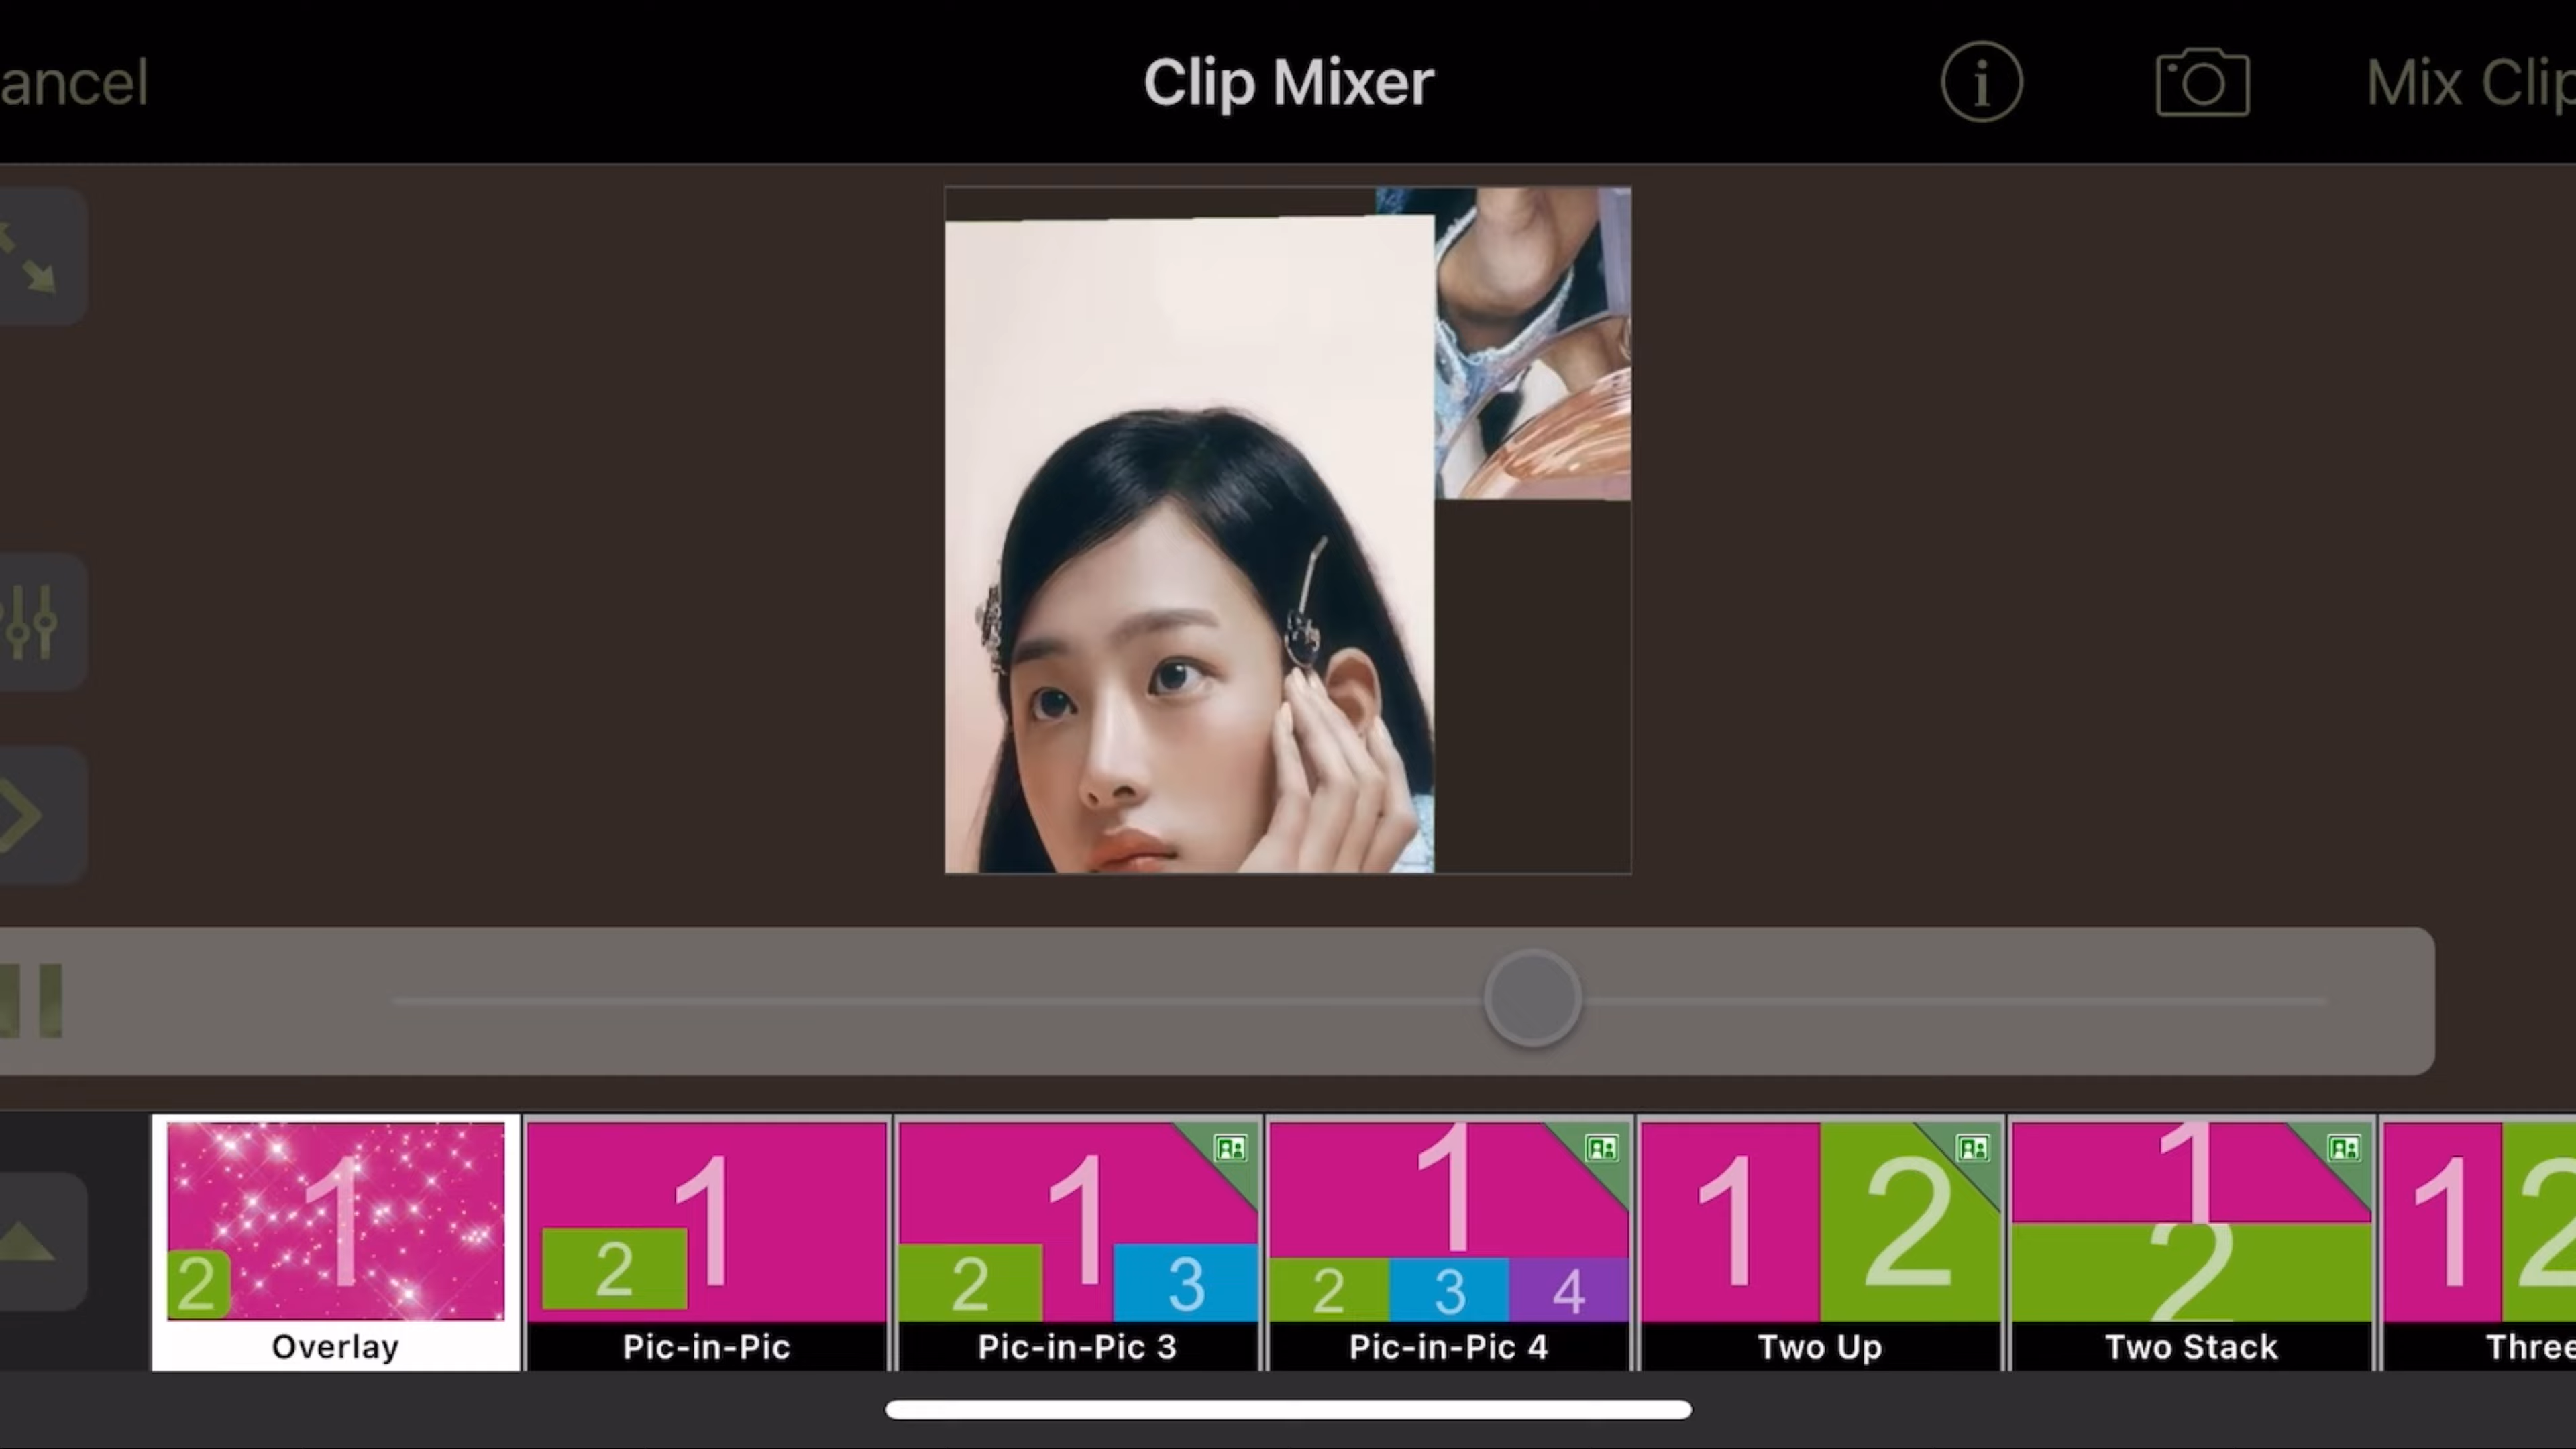 ancel
Clip Mixer
Mix Clip
1
2
Overlay
1
2
Pic-in-Pic
1
2
3
Pic-in-Pic 3
1
2
3
4
Pic-in-Pic 4
1
2
Two Up
1
2
Two Stack
1
2
Three